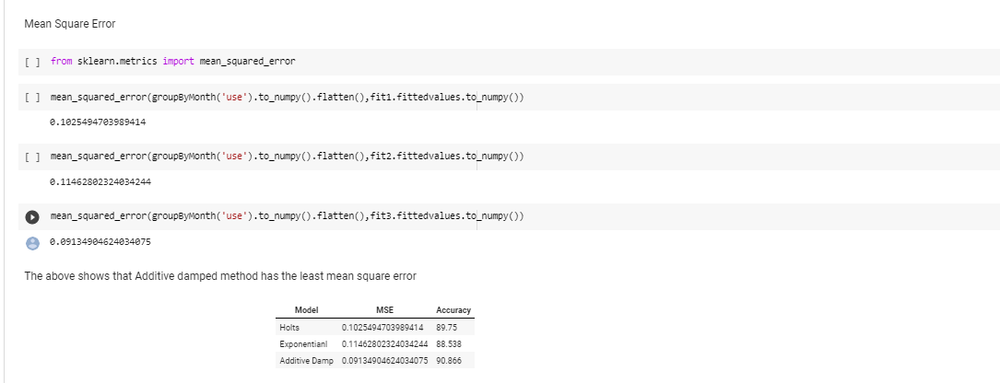 Mean Square Error
[ ] from sklearn.metrics import mean_squared_error
[ ] mean_squared_error(groupByMonth('use').to_numpy().flatten(),fit1.fittedvalues.to_numpy())
0.1025494703989414
[ ] mean_squared_error(groupByMonth('use').to_numpy().flatten(),fit2.fittedvalues.to_numpy())
0.11462802324034244
mean_squared_error(groupByMonth('use').to_numpy().flatten(),fit3.fittedvalues.to_numpy())
0.09134904624034075
The above shows that Additive damped method has the least mean square error
Model MSE Accuracy
Holts 0.1025494703989414 89.75
Exponentianl 0.11462802324034244 88.538
Additive Damp 0.09134904624034075 90.866